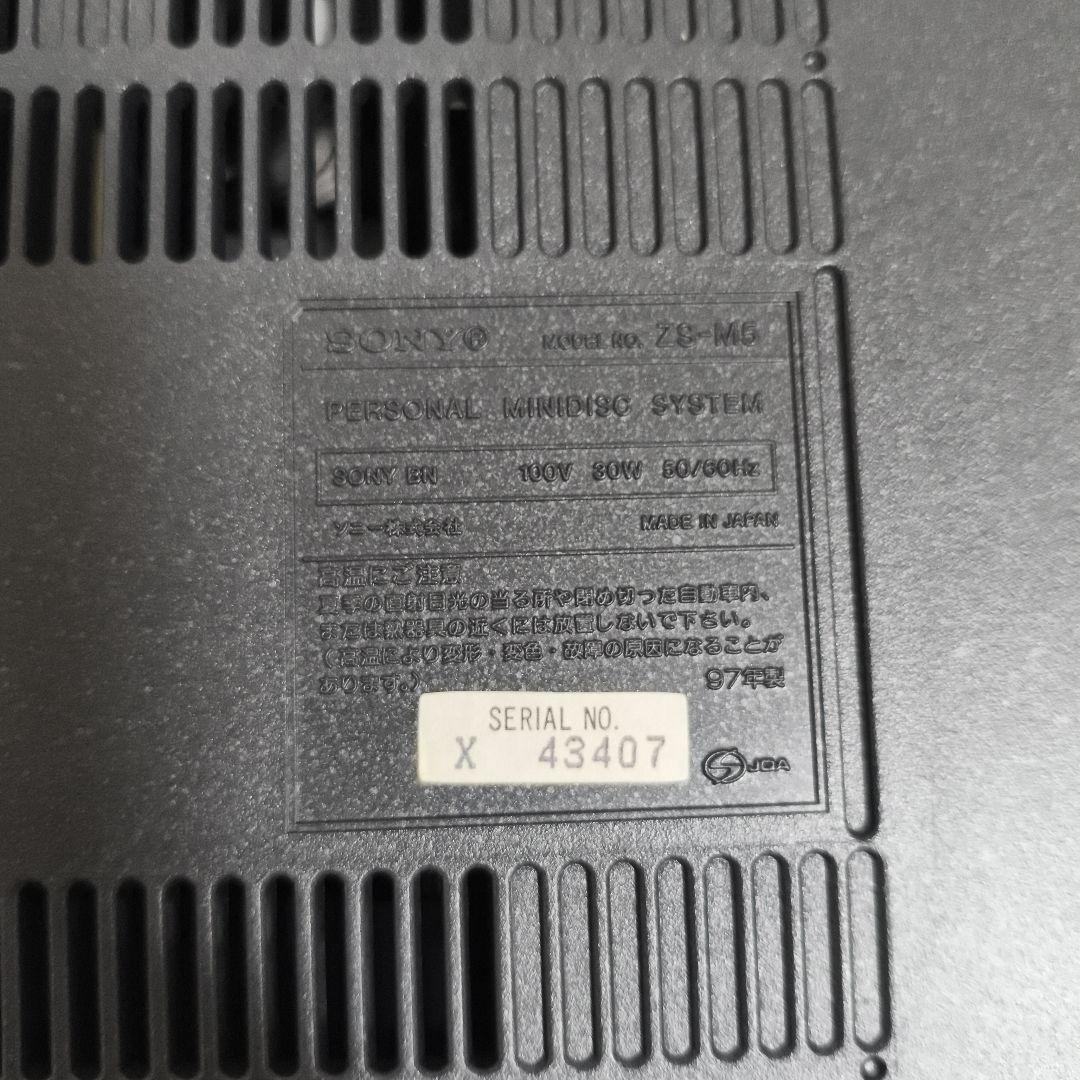 SONY® MODEL NO. ZS-M5
PERSONAL MINIDISC SYSTEM
SONY BN 100V 30W 50/60Hz
ソニー株式会社 MADE IN JAPAN
高温にご注意
夏季の直射日光の当る所や閉め切った自動車内、
または熱器具の近くには放置しないで下さい。
(高温により変形・変色・故障の原因になることが
あります。)
97年製
SERIAL NO.
X 43407
JQA